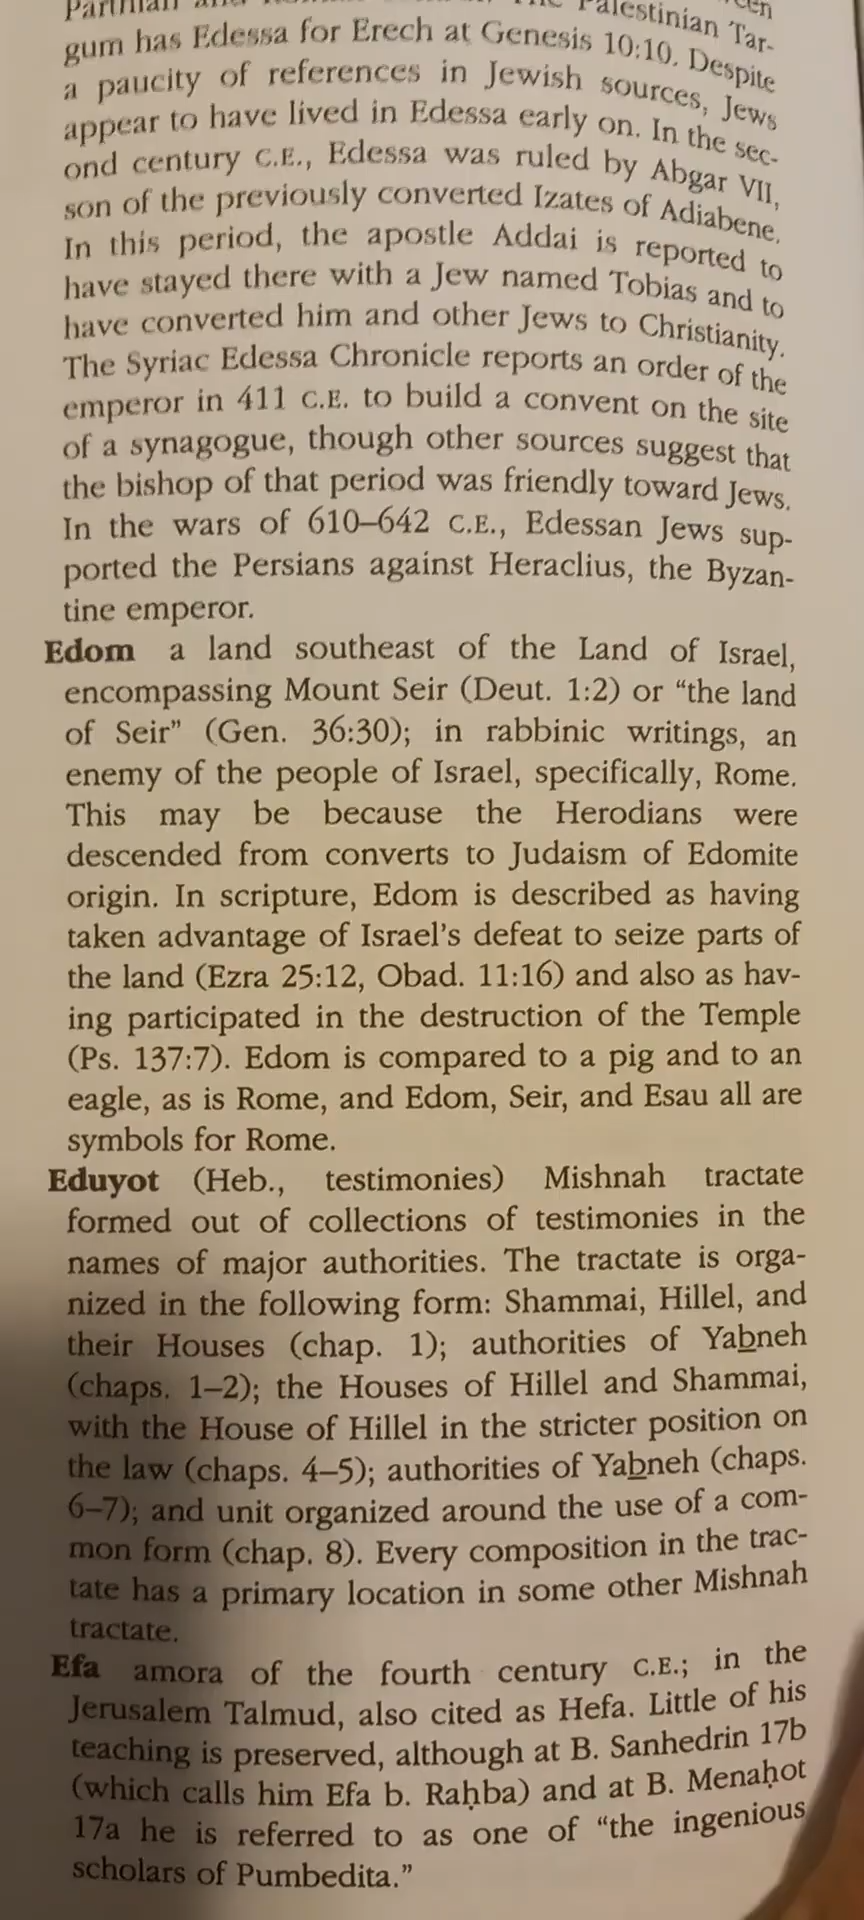 Palestinian Tar-
gum has Edessa for Erech at Genesis 10:10. Despite
a paucity of references in Jewish sources, Jews
appear to have lived in Edessa early on. In the sec-
ond century C.E., Edessa was ruled by Abgar VII,
son of the previously converted Izates of Adiabene.
In this period, the apostle Addai is reported to
have stayed there with a Jew named Tobias and to
have converted him and other Jews to Christianity.
The Syriac Edessa Chronicle reports an order of the
emperor in 411 C.E. to build a convent on the site
of a synagogue, though other sources suggest that
the bishop of that period was friendly toward Jews.
In the wars of 610–642 C.E., Edessan Jews sup-
ported the Persians against Heraclius, the Byzan-
tine emperor.
Edom a land southeast of the Land of Israel,
encompassing Mount Seir (Deut. 1:2) or “the land
of Seir” (Gen. 36:30); in rabbinic writings, an
enemy of the people of Israel, specifically, Rome.
This may be because the Herodians were
descended from converts to Judaism of Edomite
origin. In scripture, Edom is described as having
taken advantage of Israel’s defeat to seize parts of
the land (Ezra 25:12, Obad. 11:16) and also as hav-
ing participated in the destruction of the Temple
(Ps. 137:7). Edom is compared to a pig and to an
eagle, as is Rome, and Edom, Seir, and Esau all are
symbols for Rome.
Eduyot (Heb., testimonies) Mishnah tractate
formed out of collections of testimonies in the
names of major authorities. The tractate is orga-
nized in the following form: Shammai, Hillel, and
their Houses (chap. 1); authorities of Yaḇneh
(chaps. 1–2); the Houses of Hillel and Shammai,
with the House of Hillel in the stricter position on
the law (chaps. 4–5); authorities of Yaḇneh (chaps.
6–7); and unit organized around the use of a com-
mon form (chap. 8). Every composition in the trac-
tate has a primary location in some other Mishnah
tractate.
Efa amora of the fourth century C.E.; in the
Jerusalem Talmud, also cited as Hefa. Little of his
teaching is preserved, although at B. Sanhedrin 17b
(which calls him Efa b. Raḥba) and at B. Menaḥot
17a he is referred to as one of “the ingenious
scholars of Pumbedita.”